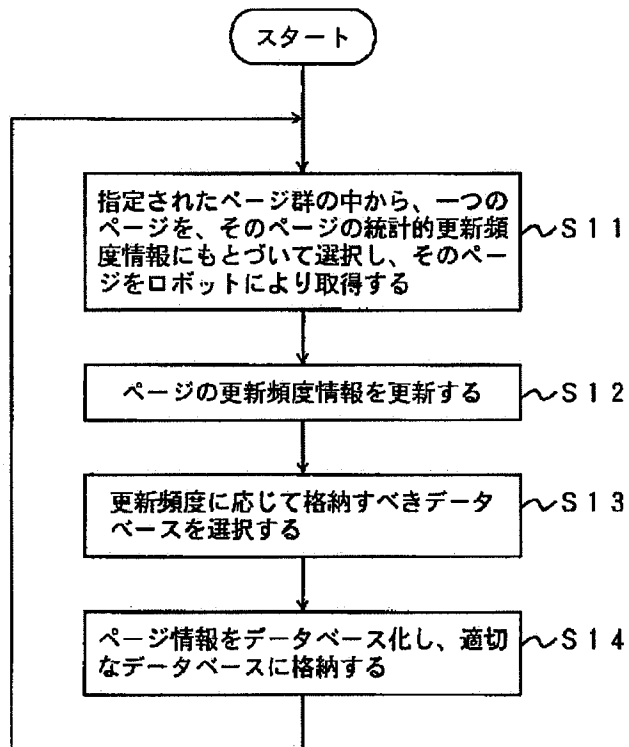 スタート
指定されたページ群の中から、一つの
ページを、そのページの統計的更新頻
度情報にもとづいて選択し、そのペー
ジをロボットにより取得する
S11
ページの更新頻度情報を更新する
S12
更新頻度に応じて格納すべきデータ
ベースを選択する
S13
ページ情報をデータベース化し、適切
なデータベースに格納する
S14